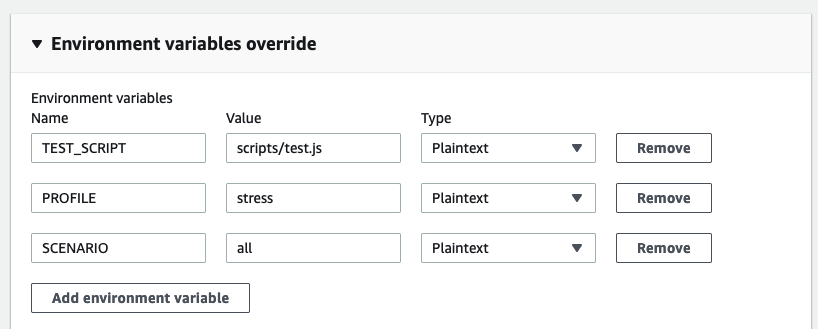 Environment variables override
Environment variables
Name Value Type
TEST_SCRIPT scripts/test.js Plaintext Remove
PROFILE stress Plaintext Remove
SCENARIO all Plaintext Remove
Add environment variable